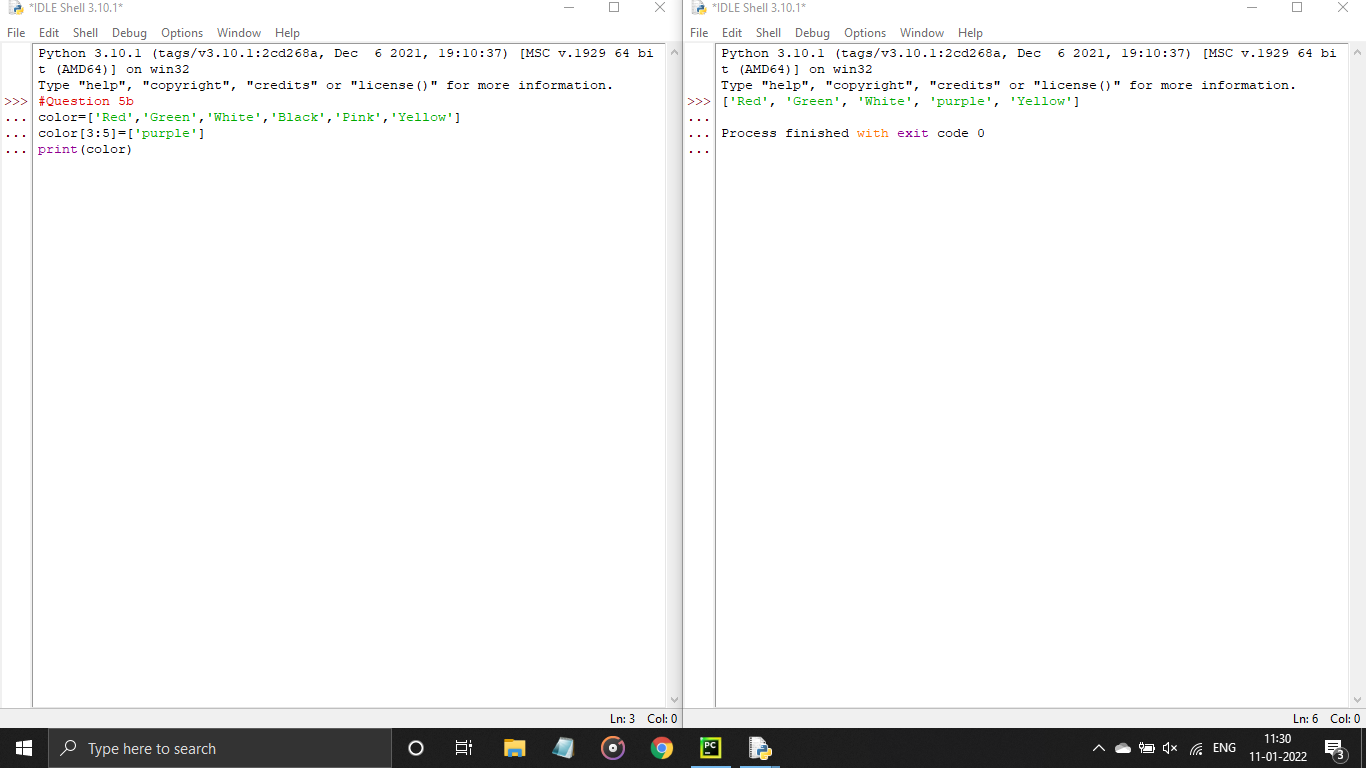 *IDLE Shell 3.10.1*
File Edit Shell Debug Options Window Help
Python 3.10.1 (tags/v3.10.1:2cd268a, Dec  6 2021, 19:10:37) [MSC v.1929 64 bi
t (AMD64)] on win32
Type "help", "copyright", "credits" or "license()" for more information.
>>> #Question 5b
... color=['Red','Green','White','Black','Pink','Yellow']
... color[3:5]=['purple']
... print(color)
Ln: 3 Col: 0
*IDLE Shell 3.10.1*
File Edit Shell Debug Options Window Help
Python 3.10.1 (tags/v3.10.1:2cd268a, Dec  6 2021, 19:10:37) [MSC v.1929 64 bi
t (AMD64)] on win32
Type "help", "copyright", "credits" or "license()" for more information.
>>> ['Red', 'Green', 'White', 'purple', 'Yellow']
...
... Process finished with exit code 0
...
Ln: 6 Col: 0
Type here to search
PC
ENG
11:30
11-01-2022
3